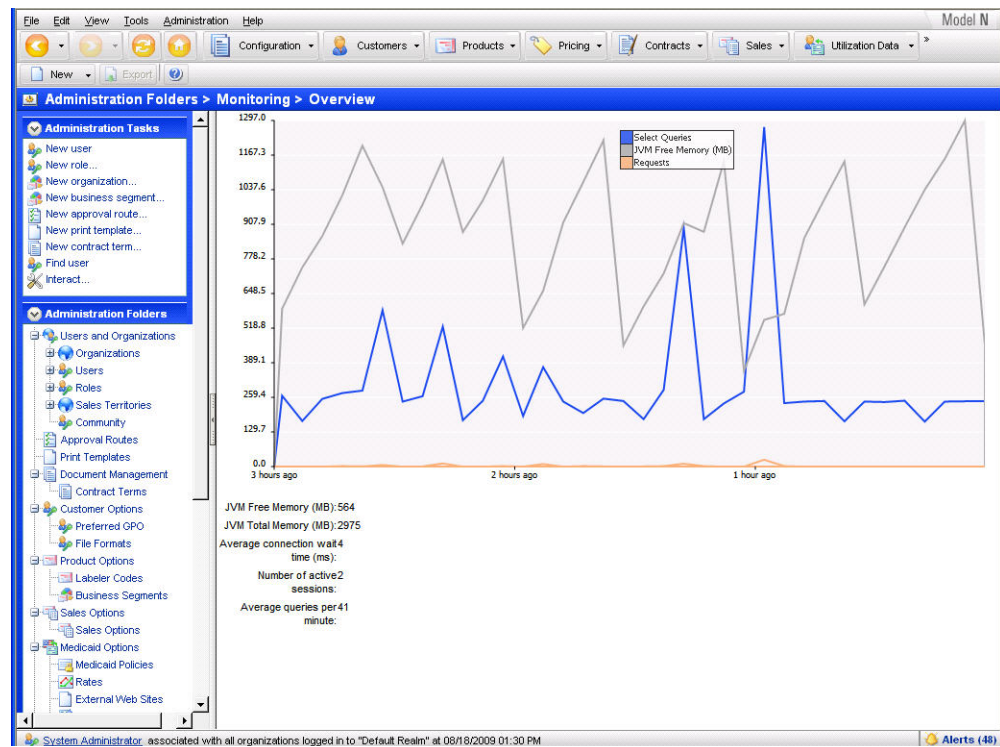 File Edit View Tools Administration Help
Model N
Configuration Customers Products Pricing Contracts Sales Utilization Data »
New Export
Administration Folders > Monitoring > Overview
Administration Tasks
New user
New role...
New organization...
New business segment...
New approval route...
New print template...
New contract term...
Find user
Interact...
Administration Folders
Users and Organizations
Organizations
Users
Roles
Sales Territories
Community
Approval Routes
Print Templates
Document Management
Contract Terms
Customer Options
Preferred GPO
File Formats
Product Options
Labeler Codes
Business Segments
Sales Options
Sales Options
Medicaid Options
Medicaid Policies
Rates
External Web Sites
1297.0
1167.3
1037.6
907.9
778.2
648.5
518.8
389.1
259.4
129.7
0.0
3 hours ago
2 hours ago
1 hour ago
Select Queries
JVM Free Memory (MB)
Requests
JVM Free Memory (MB): 564
JVM Total Memory (MB): 2975
Average connection wait 4
time (ms):
Number of active 2
sessions:
Average queries per 41
minute:
System Administrator associated with all organizations logged in to "Default Realm" at 08/18/2009 01:30 PM
Alerts (48)